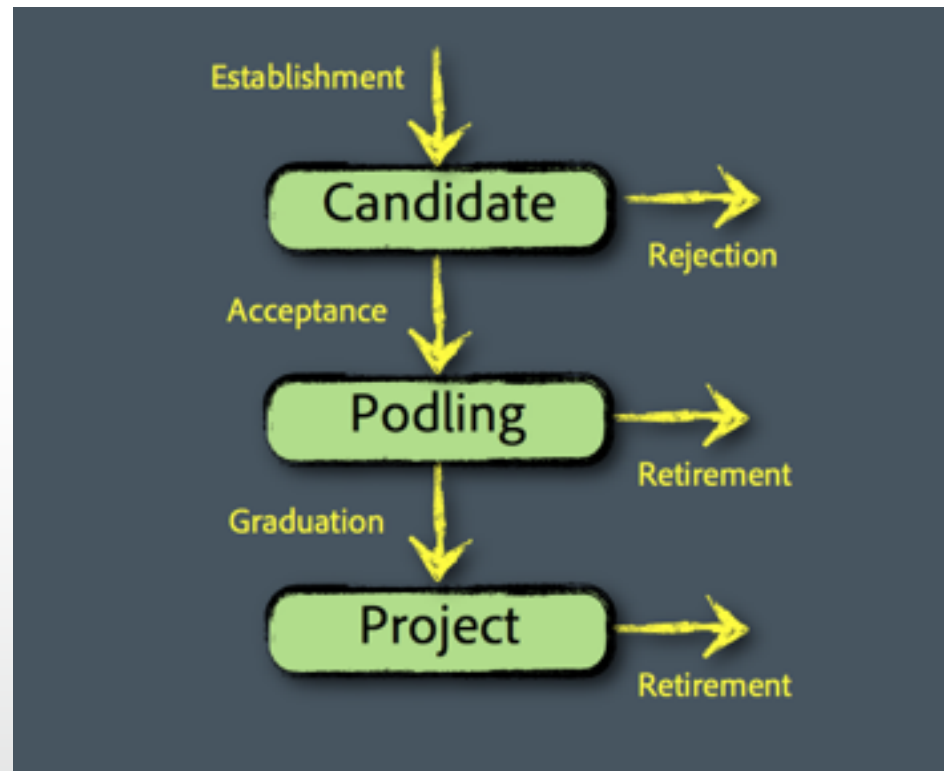 Establishment
Candidate
Rejection
Acceptance
Podling
Retirement
Graduation
Project
Retirement